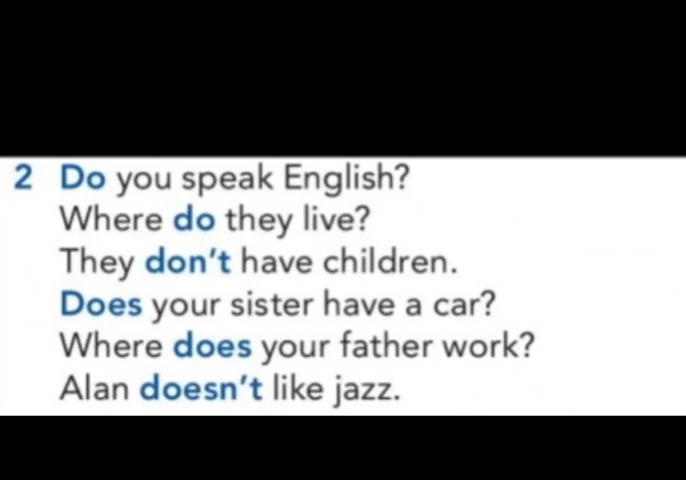 2 Do you speak English?
Where do they live?
They don't have children.
Does your sister have a car?
Where does your father work?
Alan doesn't like jazz.